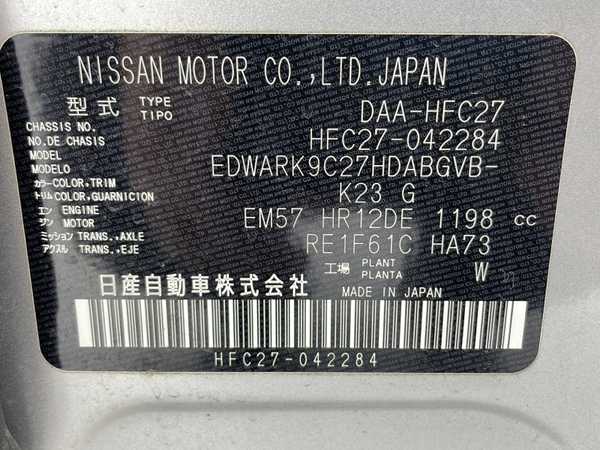 NISSAN MOTOR CO.,LTD.JAPAN
型式 TYPE TIPO DAA-HFC27
CHASSIS NO. NO.DE CHASIS HFC27-042284
MODEL MODELO EDWARK9C27HDABGVB-
カラー COLOR,TRIM トリム COLOR,GUARNICION K23 G
エン ENGINE ジン MOTOR EM57 HR12DE 1198 cc
ミッション TRANS.,AXLE アクスル TRANS.,EJE RE1F61C HA73
工場 PLANT PLANTA W
日産自動車株式会社 MADE IN JAPAN
HFC27-042284